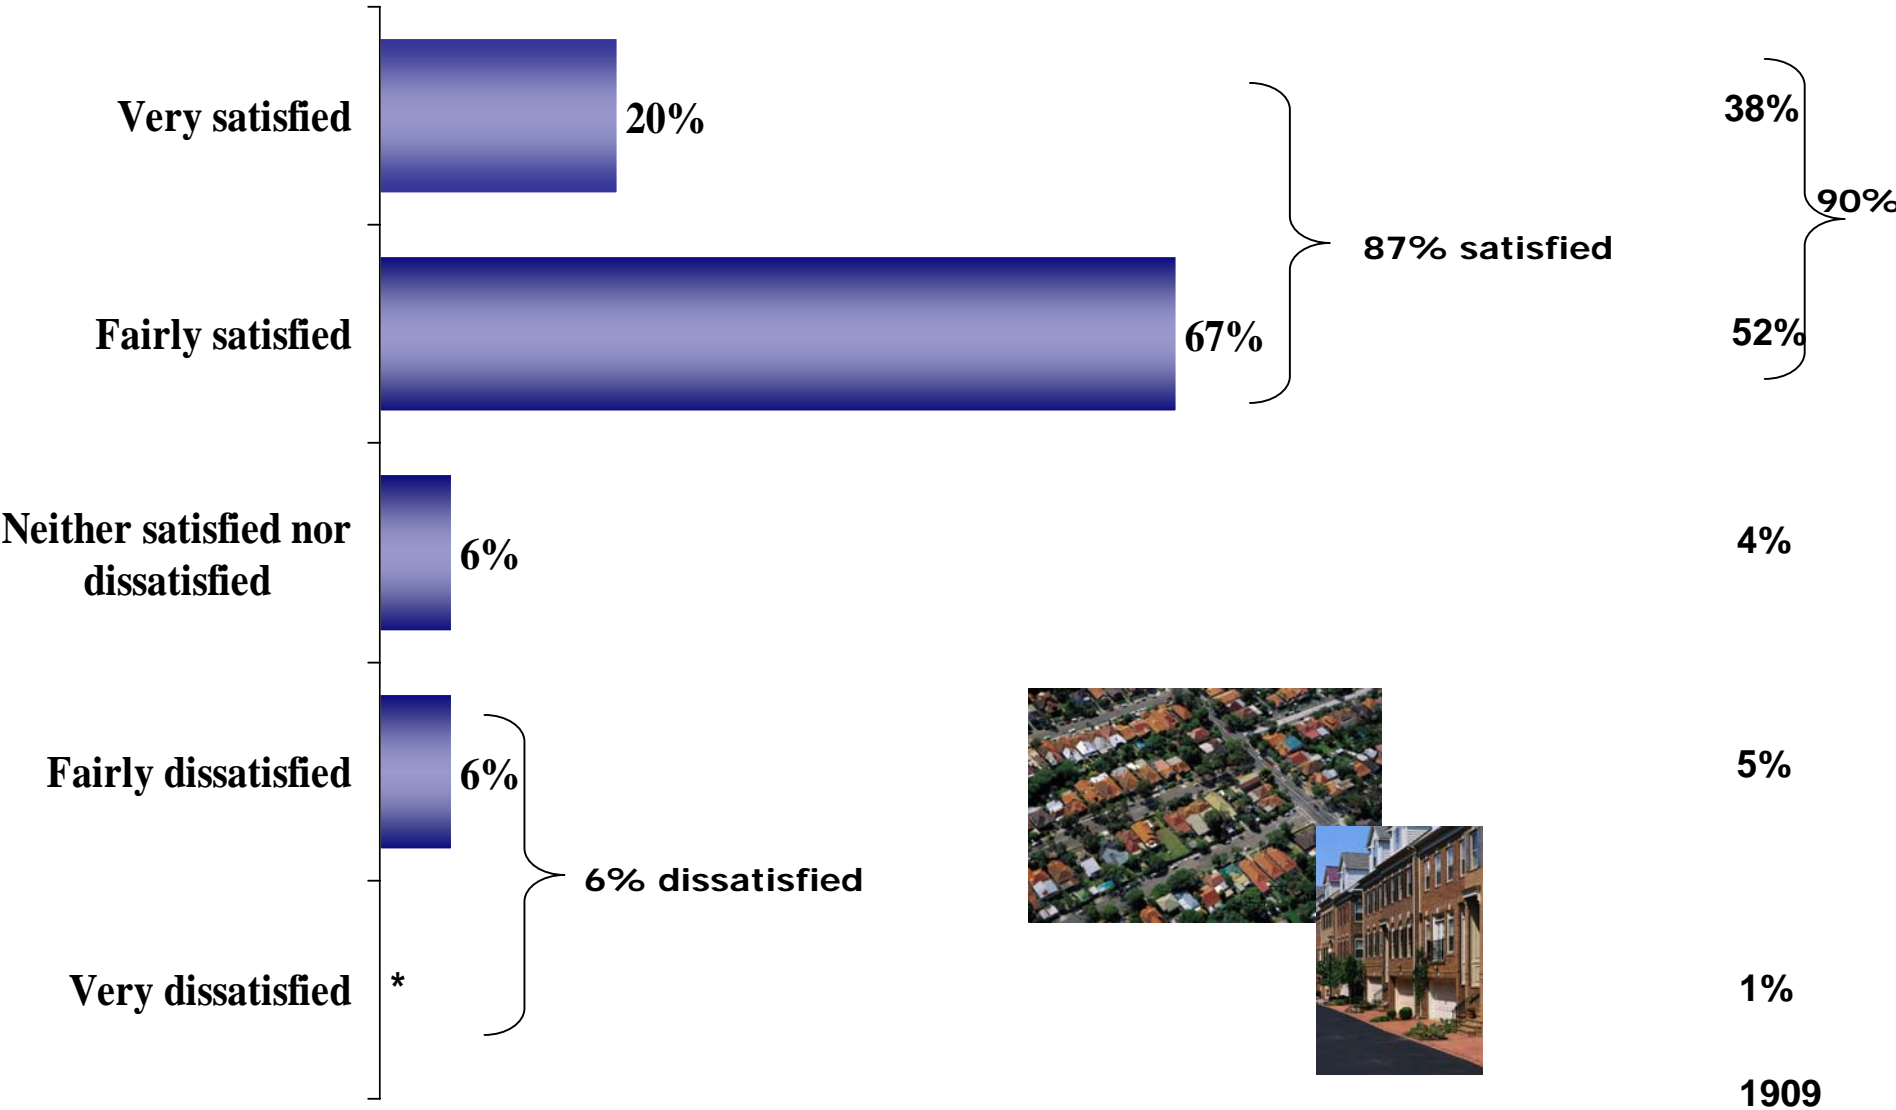 Very satisfied 20% 38%
90%
87% satisfied
Fairly satisfied 67% 52%
Neither satisfied nor
dissatisfied
6% 4%
Fairly dissatisfied 6% 5%
6% dissatisfied
Very dissatisfied * 1%
1909